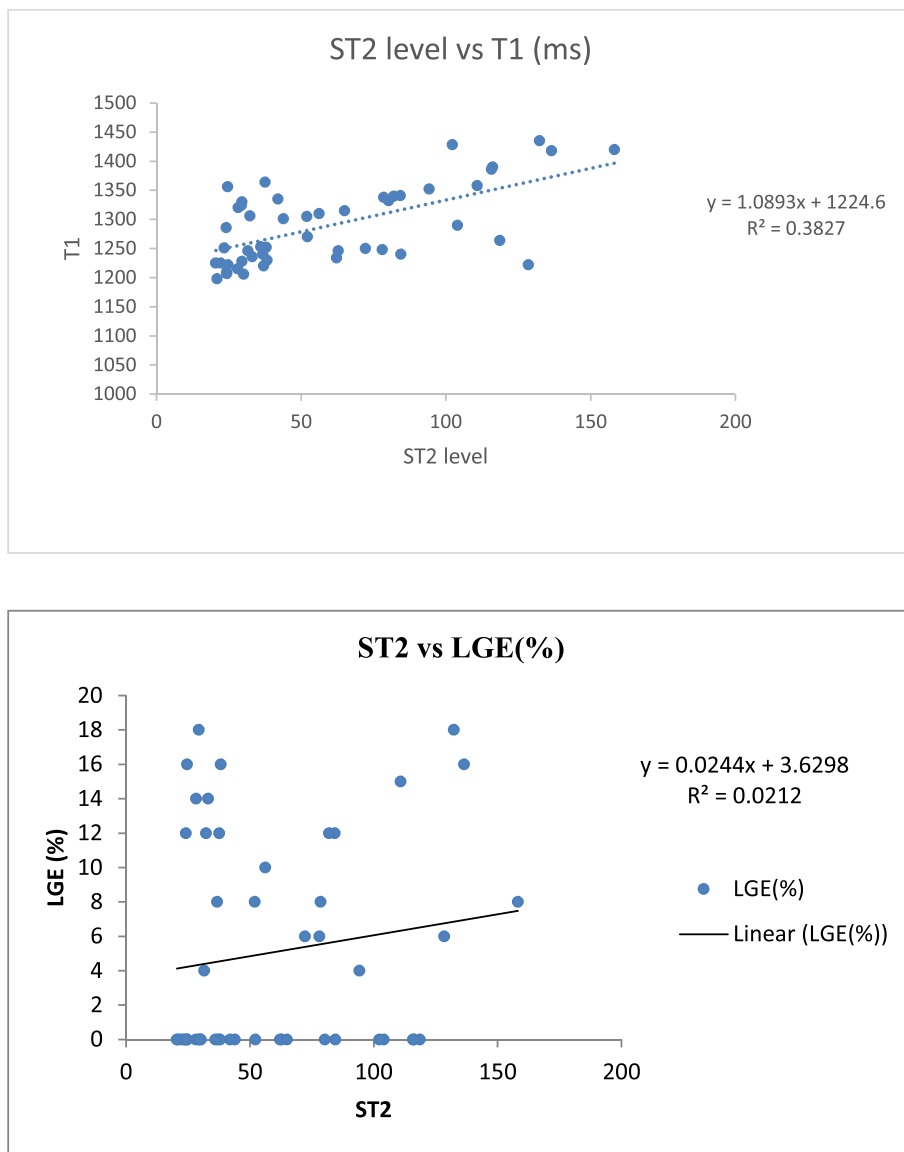 ST2 level vs T1 (ms)
1500
1450
1400
1350
1300
1250
1200
1150
1100
1050
1000
T1
0
50
100
150
200
ST2 level
y = 1.0893x + 1224.6
R² = 0.3827
ST2 vs LGE(%)
20
18
16
14
12
10
8
6
4
2
0
LGE (%)
0
50
100
150
200
ST2
y = 0.0244x + 3.6298
R² = 0.0212
LGE(%)
Linear (LGE(%))